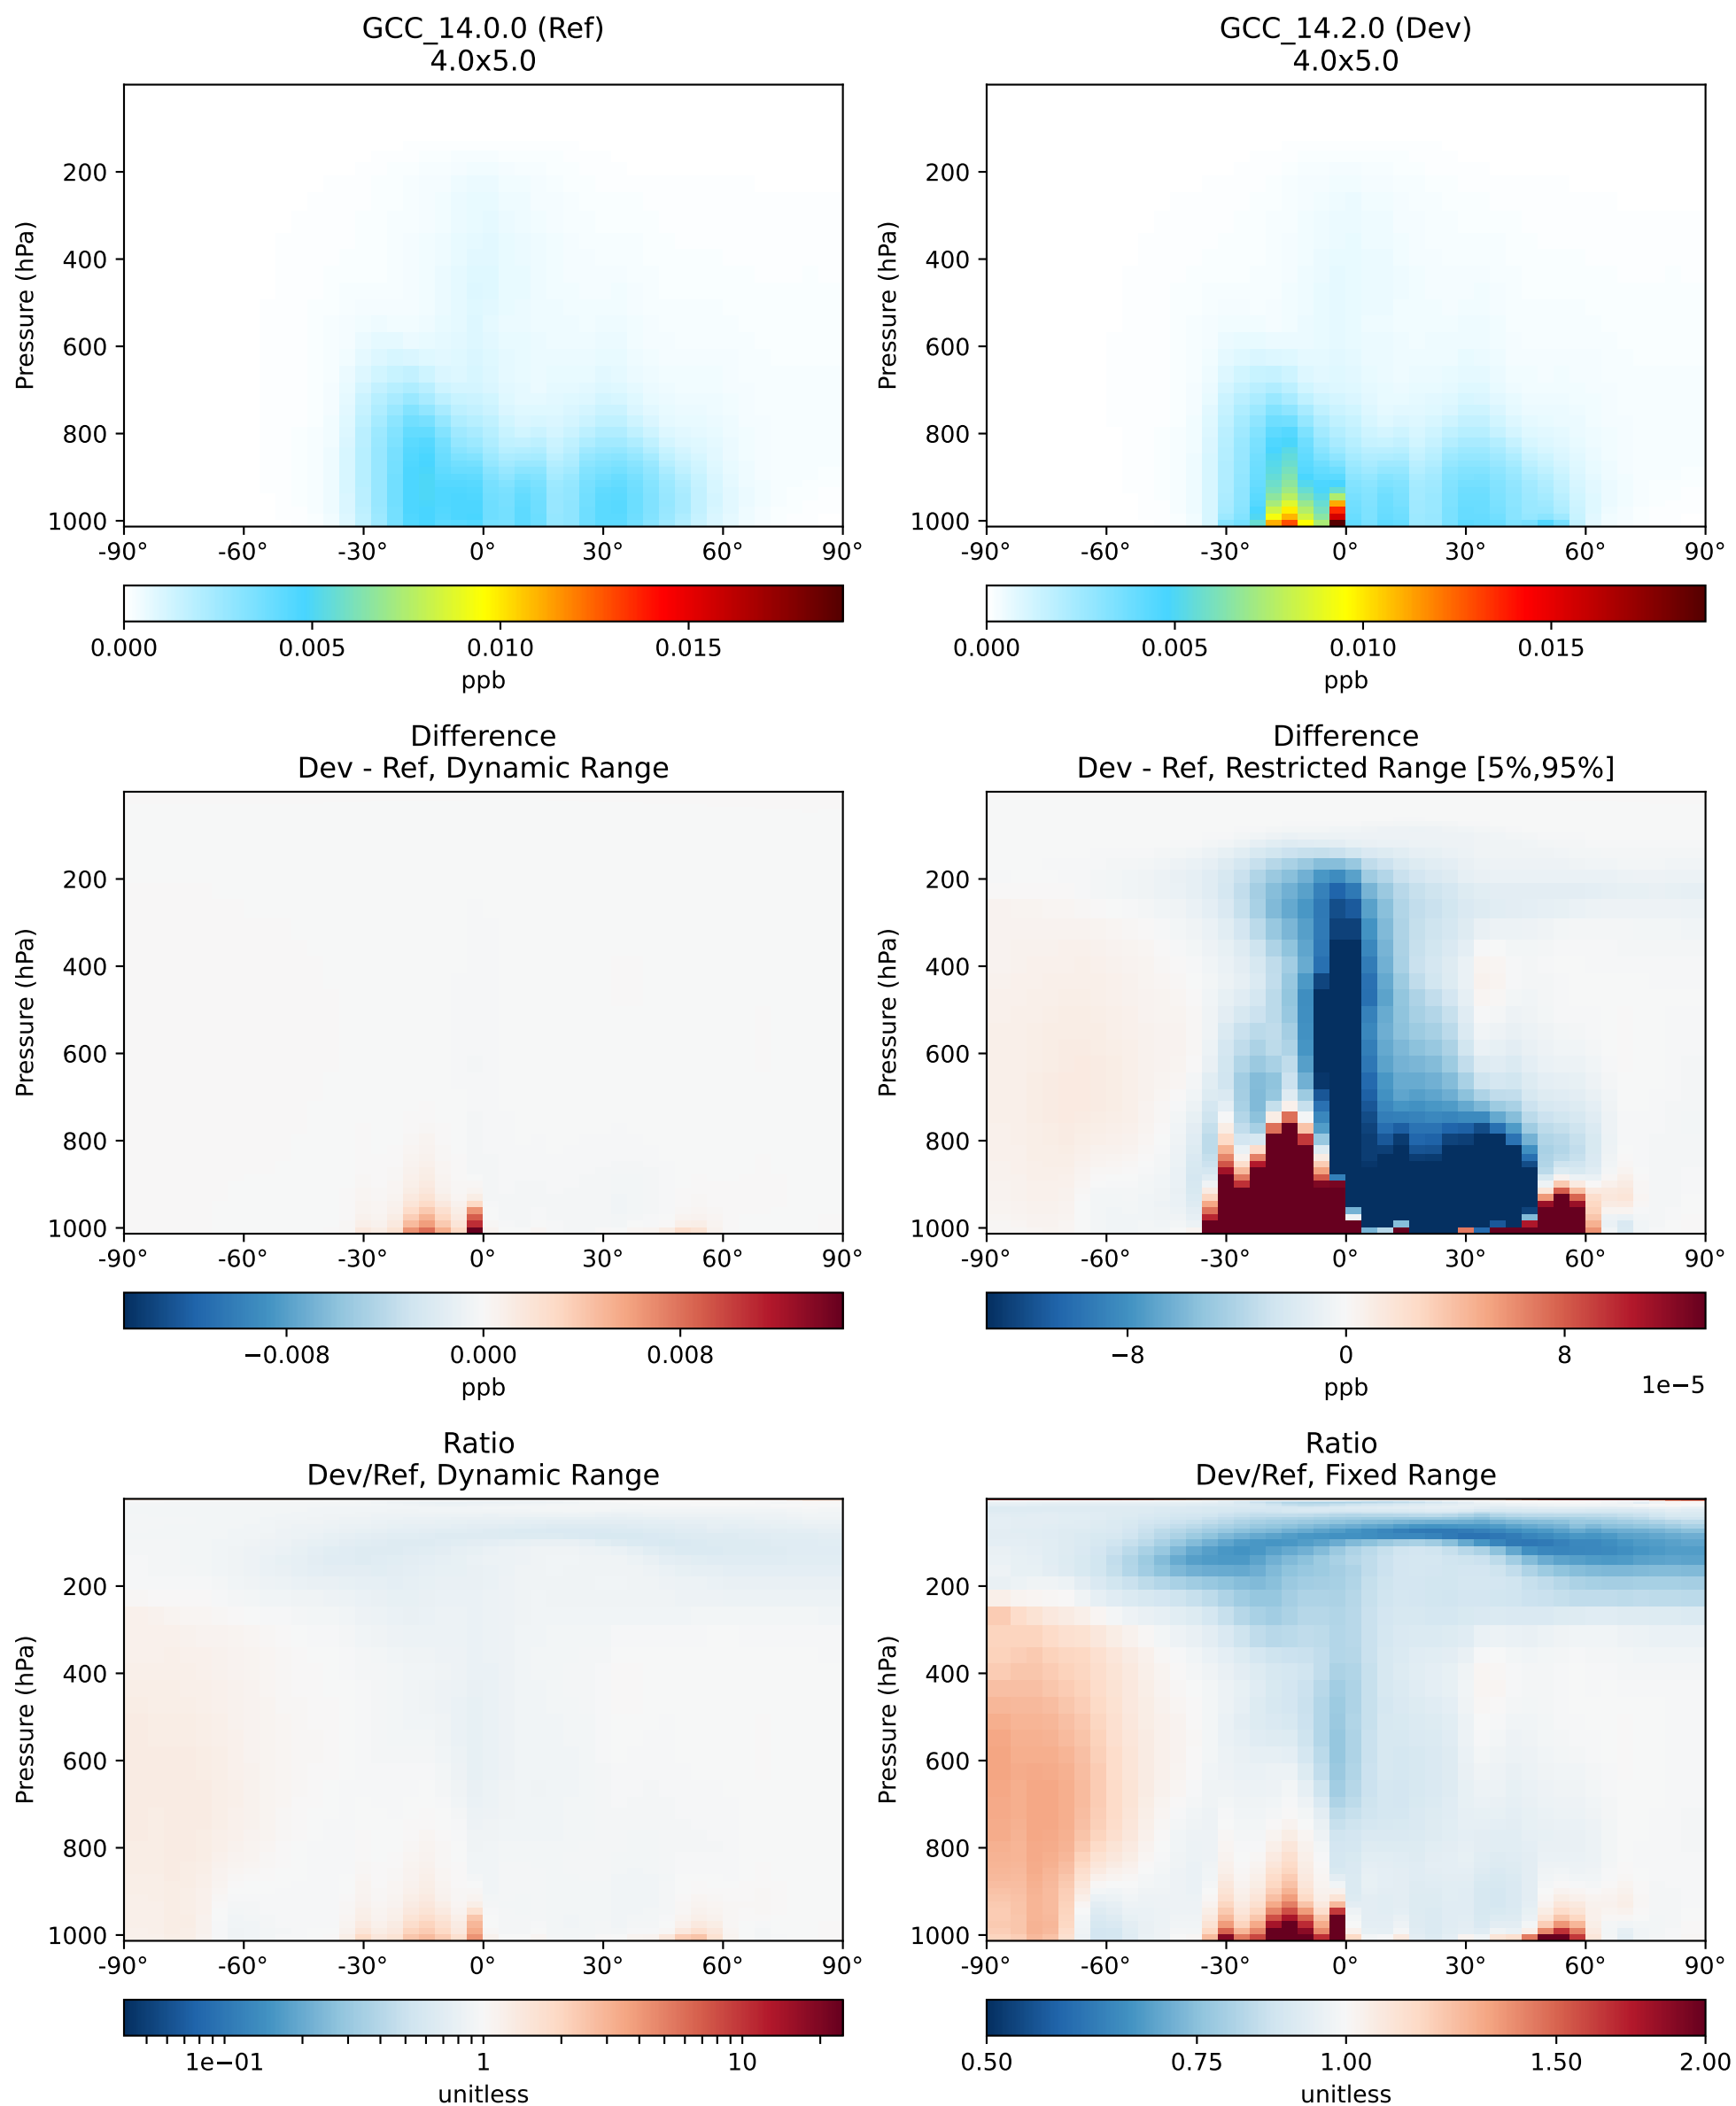 GCC_14.0.0 (Ref)
4.0x5.0
Pressure (hPa)
200
400
600
800
1000
-90° -60° -30° 0° 30° 60° 90°
0.000 0.005 0.010 0.015
ppb
GCC_14.2.0 (Dev)
4.0x5.0
Pressure (hPa)
200
400
600
800
1000
-90° -60° -30° 0° 30° 60° 90°
0.000 0.005 0.010 0.015
ppb
Difference
Dev - Ref, Dynamic Range
Pressure (hPa)
200
400
600
800
1000
-90° -60° -30° 0° 30° 60° 90°
−0.008 0.000 0.008
ppb
Difference
Dev - Ref, Restricted Range [5%,95%]
Pressure (hPa)
200
400
600
800
1000
-90° -60° -30° 0° 30° 60° 90°
−8 0 8
1e−5
ppb
Ratio
Dev/Ref, Dynamic Range
Pressure (hPa)
200
400
600
800
1000
-90° -60° -30° 0° 30° 60° 90°
1e−01 1 10
unitless
Ratio
Dev/Ref, Fixed Range
Pressure (hPa)
200
400
600
800
1000
-90° -60° -30° 0° 30° 60° 90°
0.50 0.75 1.00 1.50 2.00
unitless